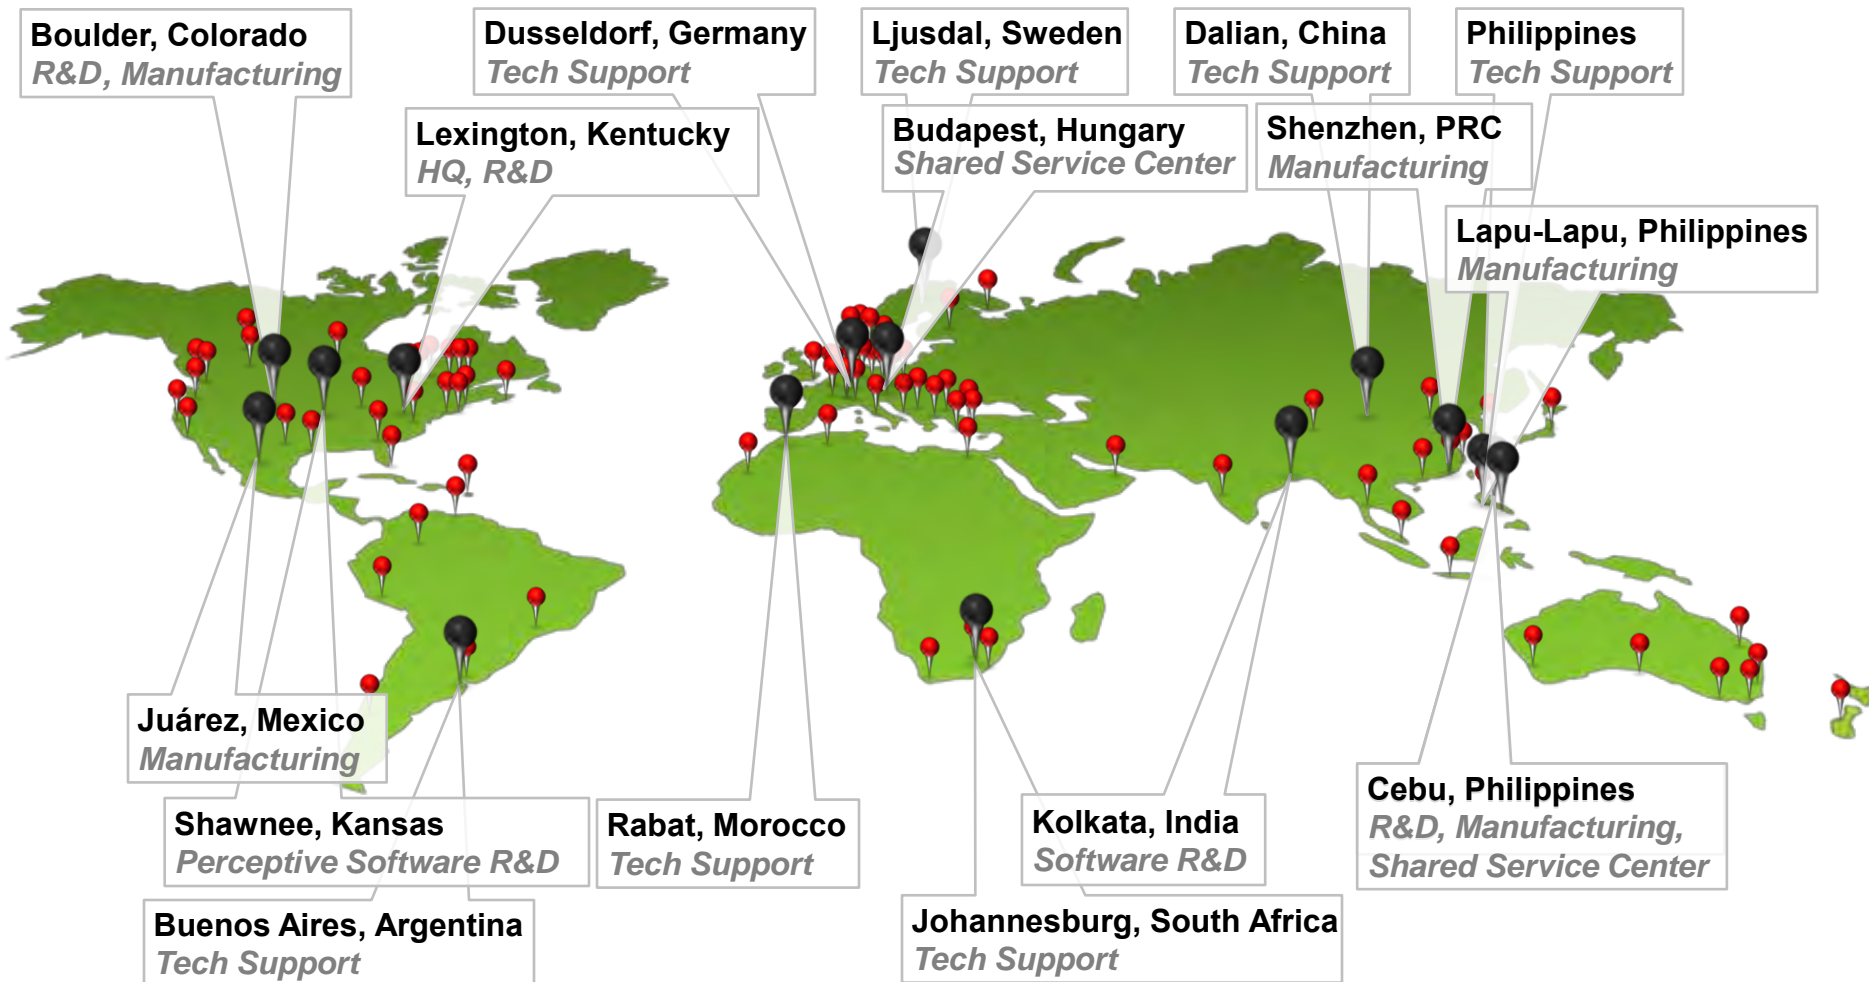 Boulder, Colorado
R&D, Manufacturing
Dusseldorf, Germany
Tech Support
Ljusdal, Sweden
Tech Support
Dalian, China
Tech Support
Philippines
Tech Support
Lexington, Kentucky
HQ, R&D
Budapest, Hungary
Shared Service Center
Shenzhen, PRC
Manufacturing
Lapu-Lapu, Philippines
Manufacturing
Juárez, Mexico
Manufacturing
Shawnee, Kansas
Perceptive Software R&D
Rabat, Morocco
Tech Support
Kolkata, India
Software R&D
Cebu, Philippines
R&D, Manufacturing,
Shared Service Center
Buenos Aires, Argentina
Tech Support
Johannesburg, South Africa
Tech Support